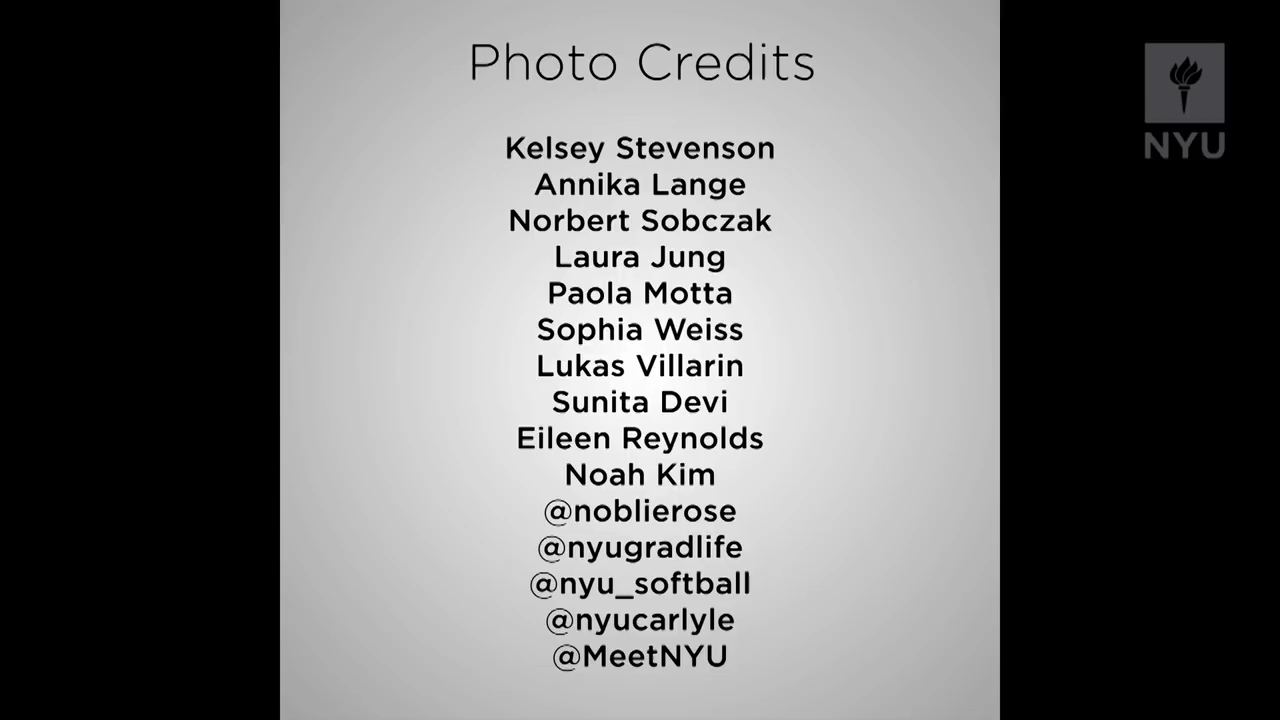 Photo Credits
NYU
Kelsey Stevenson
Annika Lange
Norbert Sobczak
Laura Jung
Paola Motta
Sophia Weiss
Lukas Villarin
Sunita Devi
Eileen Reynolds
Noah Kim
@noblierose
@nyugradlife
@nyu_softball
@nyucarlyle
@MeetNYU